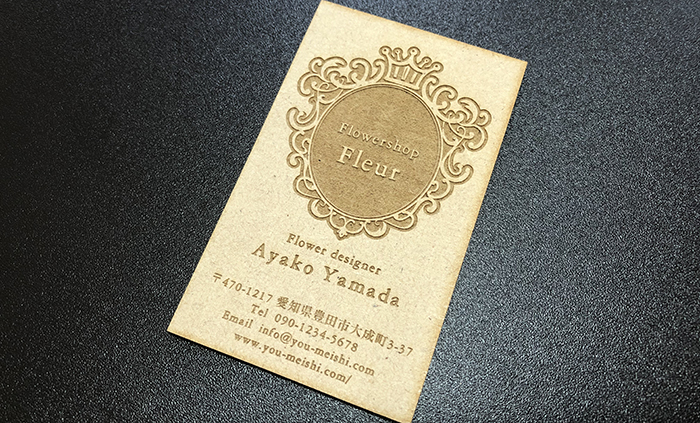 Flowershop
Fleur
Flower designer
Ayako Yamada
〒470-1217 愛知県豊田市大成町3-37
Tel 090-1234-5678
Email info@you-meishi.com
www.you-meishi.com/